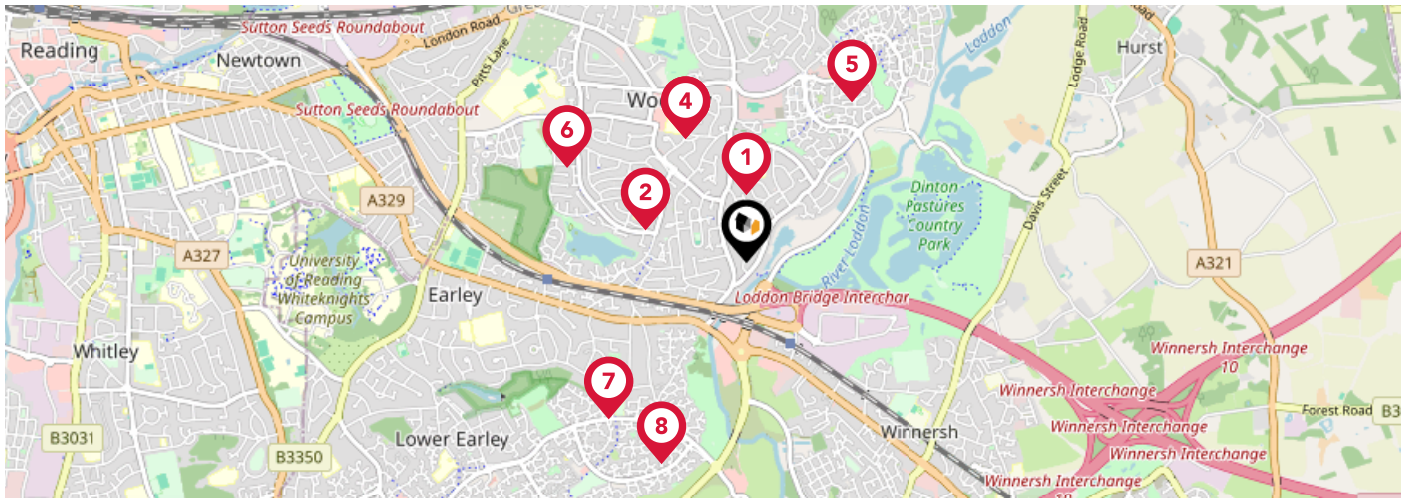 Sutton Seeds Roundabout
Reading
Newtown
London Road
Pitts Lane
Sutton Seeds Roundabout
Loddon
Lodge Road
Hurst
Road
5
4
6
1
2
Dinton
Pastures
Country
Park
River Loddon
Davis Street
A329
A327
A321
University
of Reading
Whiteknights
Campus
Earley
Loddon Bridge Interchar
Whitley
Winnersh Interchange
10
Winnersh Interchange
7
8
Forest Road
B3
B3031
Lower Earley
B3350
Winnersh
Winnersh Interchange
Winnersh Interchange
Winnersh Interchange
10